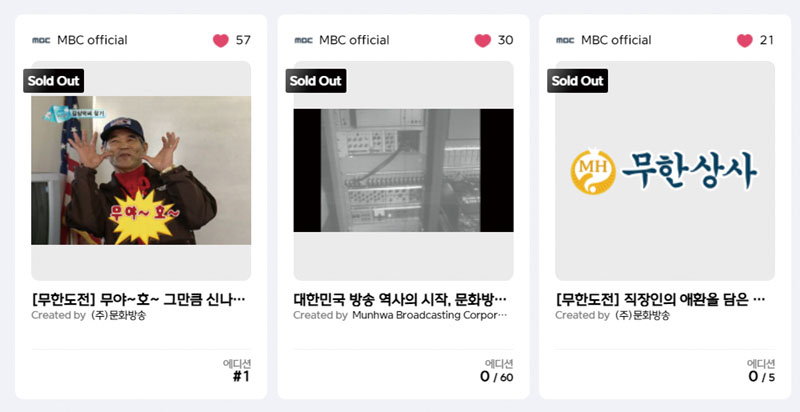 MBC MBC official 57
Sold Out
무야~ 호~
[무한도전] 무야~호~ 그만큼 신나…
Created by (주)문화방송
에디션
#1
MBC MBC official 30
Sold Out
대한민국 방송 역사의 시작, 문화방…
Created by Munhwa Broadcasting Corpor…
에디션
0 / 60
MBC MBC official 21
Sold Out
MH 무한상사
[무한도전] 직장인의 애환을 담은 …
Created by (주)문화방송
에디션
0 / 5